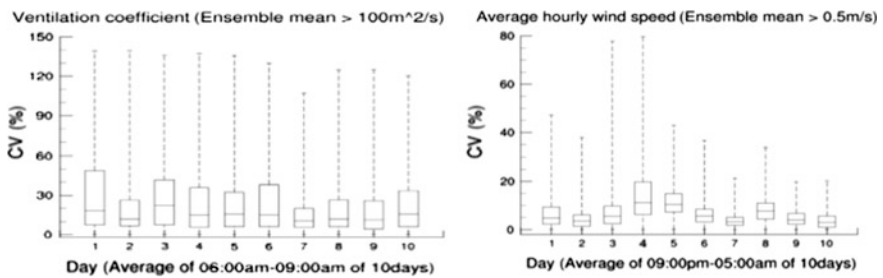 Ventilation coefficient (Ensemble mean > 100m^2/s)
150
120
90
60
30
0
CV (%)
1 2 3 4 5 6 7 8 9 10
Day (Average of 06:00am-09:00am of 10days)
Average hourly wind speed (Ensemble mean > 0.5m/s)
80
60
40
20
0
CV (%)
1 2 3 4 5 6 7 8 9 10
Day (Average of 09:00pm-05:00am of 10days)